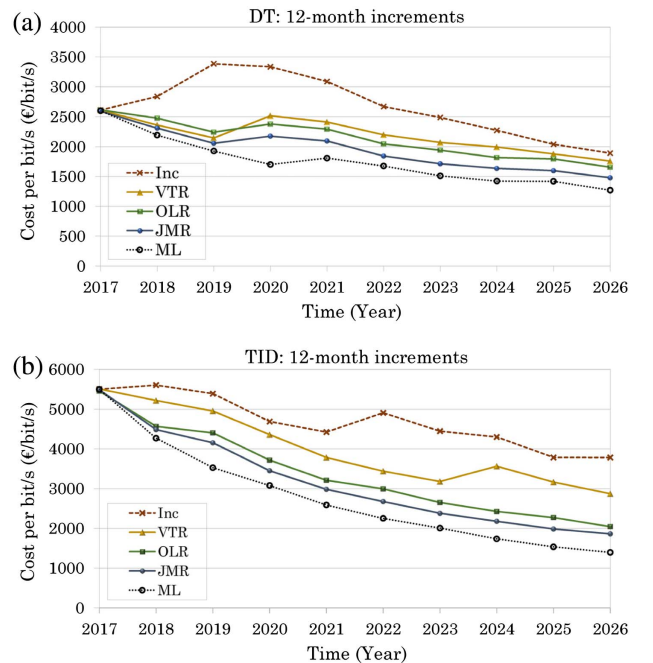 (a)
DT: 12-month increments
Cost per bit/s (€/bit/s)
4000
3500
3000
2500
2000
1500
1000
500
0
Inc
VTR
OLR
JMR
ML
2017 2018 2019 2020 2021 2022 2023 2024 2025 2026
Time (Year)
(b)
TID: 12-month increments
Cost per bit/s (€/bit/s)
6000
5000
4000
3000
2000
1000
0
Inc
VTR
OLR
JMR
ML
2017 2018 2019 2020 2021 2022 2023 2024 2025 2026
Time (Year)